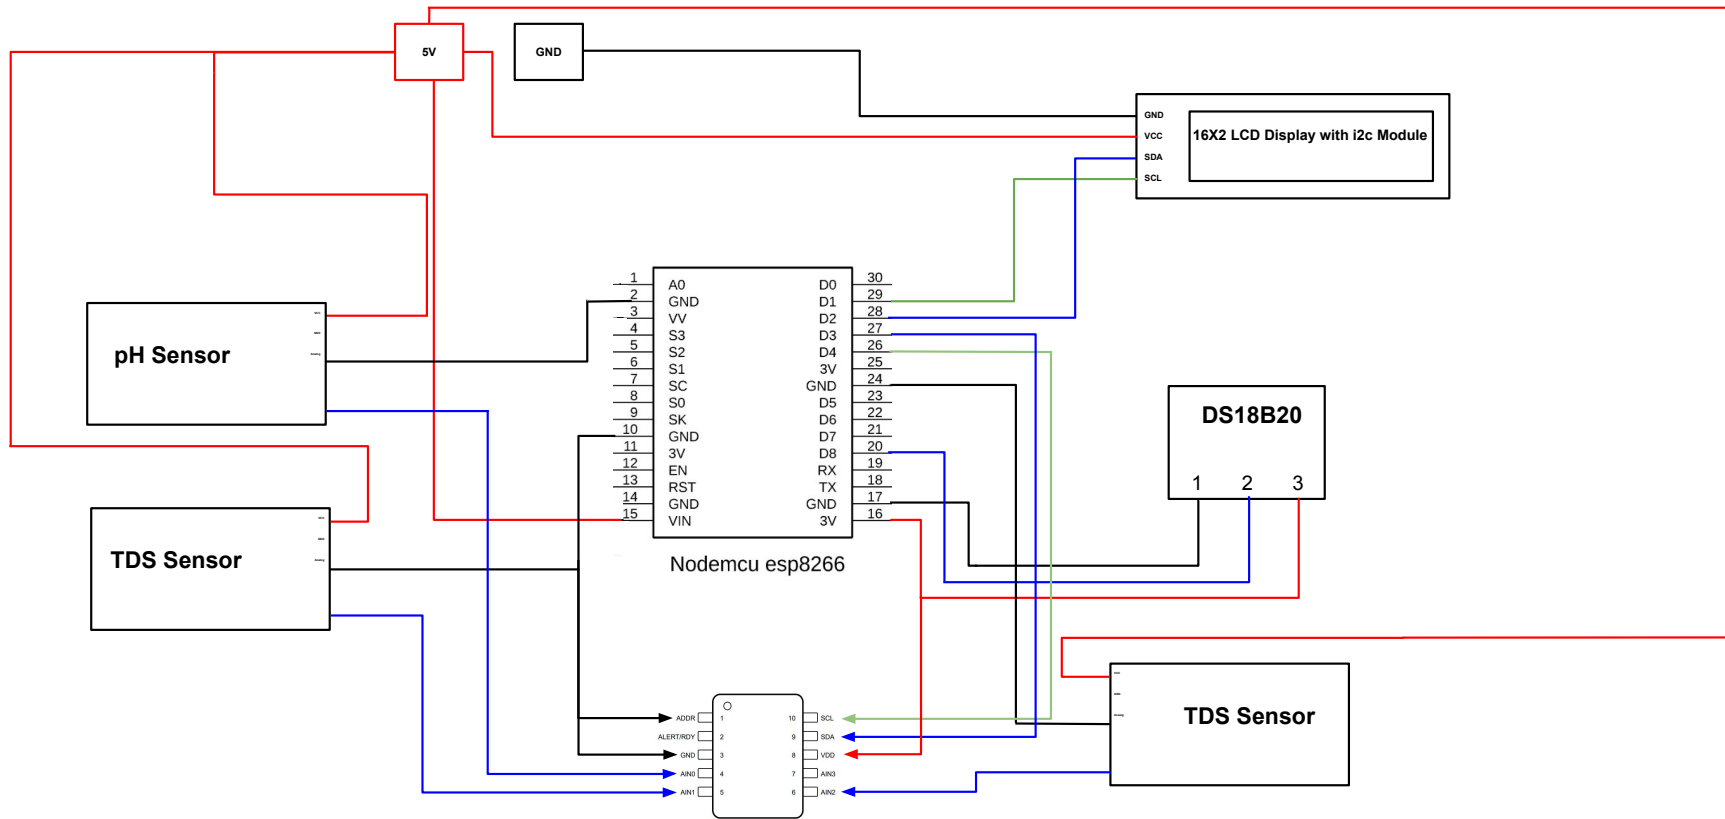 5V
GND
GND
VCC
SDA
SCL
16X2 LCD Display with i2c Module
pH Sensor
TDS Sensor
1 A0
2 GND
3 VV
4 S3
5 S2
6 S1
7 SC
8 S0
9 SK
10 GND
11 3V
12 EN
13 RST
14 GND
15 VIN
D0 30
D1 29
D2 28
D3 27
D4 26
3V 25
GND 24
D5 23
D6 22
D7 21
D8 20
RX 19
TX 18
GND 17
3V 16
Nodemcu esp8266
DS18B20
1 2 3
ADDR 1
ALERT/RDY 2
GND 3
AIN0 4
AIN1 5
10 SCL
9 SDA
8 VDD
7 AIN3
6 AIN2
TDS Sensor